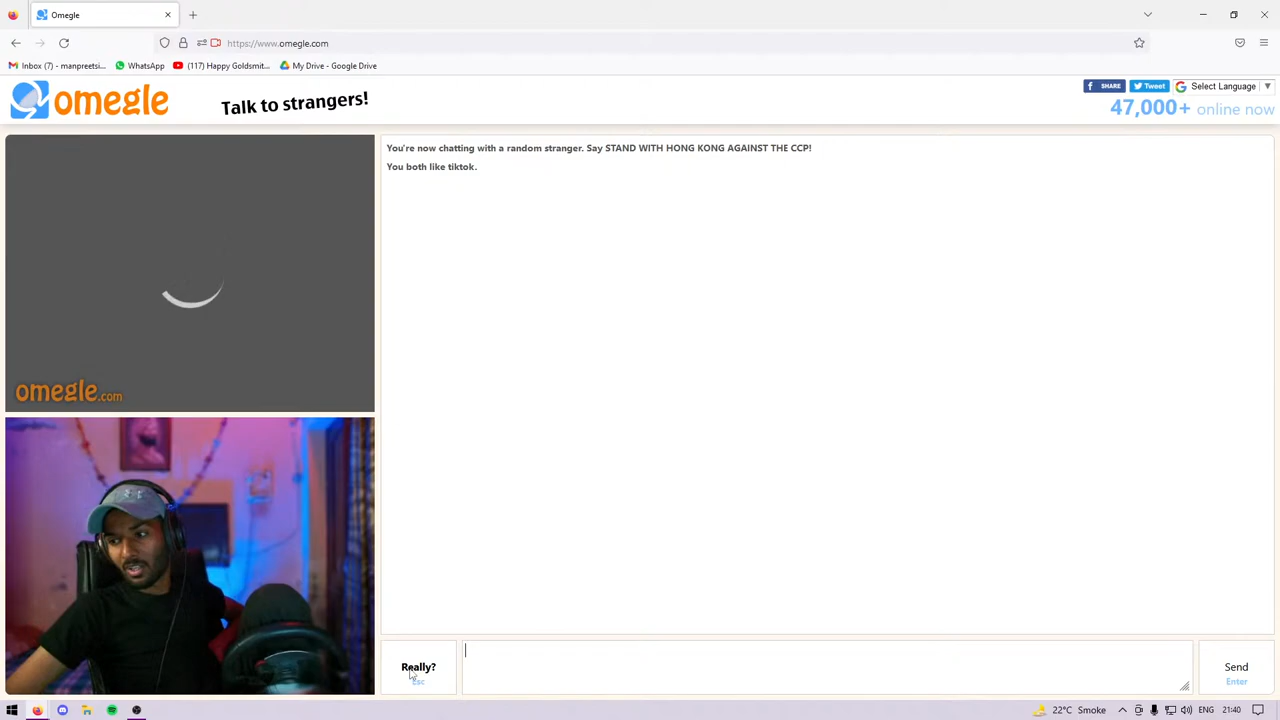 Omegle
https://www.omegle.com
Inbox (7) - manpreetsi...
WhatsApp
(117) Happy Goldsmit...
My Drive - Google Drive
omegle
Talk to strangers!
SHARE
Tweet
Select Language
47,000+ online now
You're now chatting with a random stranger. Say STAND WITH HONG KONG AGAINST THE CCP!
You both like tiktok.
omegle.com
Really?
Esc
Send
Enter
22°C Smoke
ENG
21:40